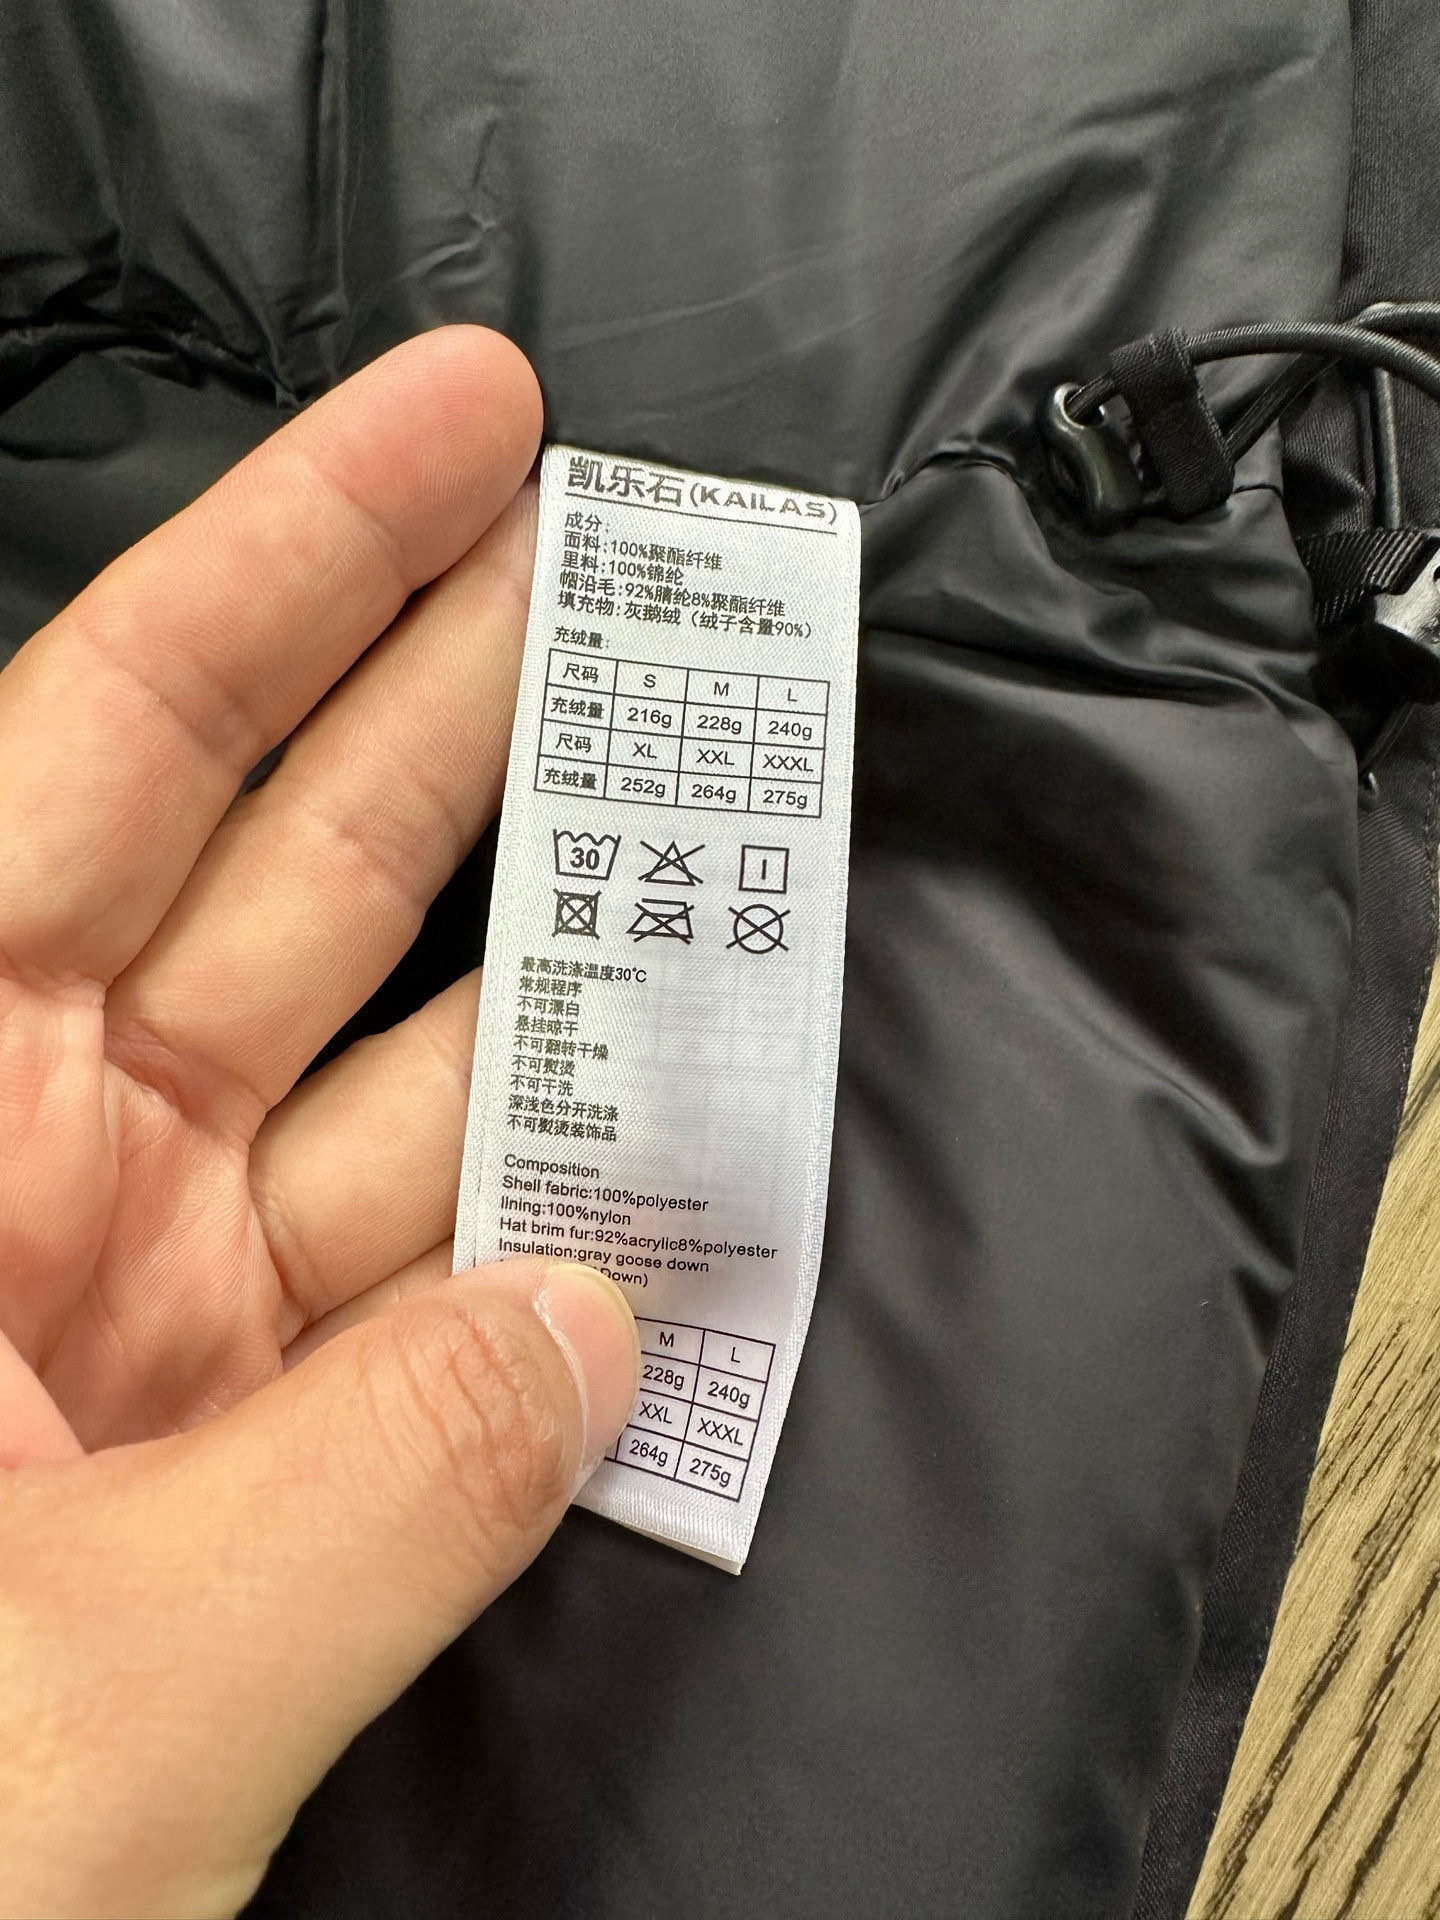 凯乐石(KAILAS)
成分:
面料:100%聚酯纤维
里料:100%锦纶
帽沿毛:92%腈纶8%聚酯纤维
填充物:灰鹅绒（绒子含量90%）
充绒量:
尺码 S M L
充绒量 216g 228g 240g
尺码 XL XXL XXXL
充绒量 252g 264g 275g
30
最高洗涤温度30℃
常规程序
不可漂白
悬挂晾干
不可翻转干燥
不可熨烫
不可干洗
深浅色分开洗涤
不可熨烫装饰品
Composition
Shell fabric:100%polyester
lining:100%nylon
Hat brim fur:92%acrylic8%polyester
Insulation:gray goose down
Down)
M L
228g 240g
XXL XXXL
264g 275g